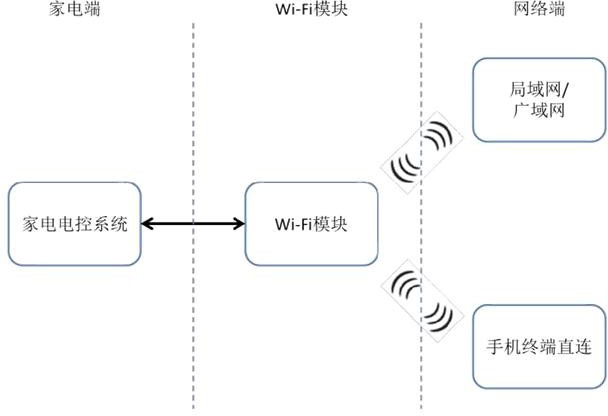 家电端
Wi-Fi模块
网络端
局域网/
广域网
家电电控系统
Wi-Fi模块
手机终端直连